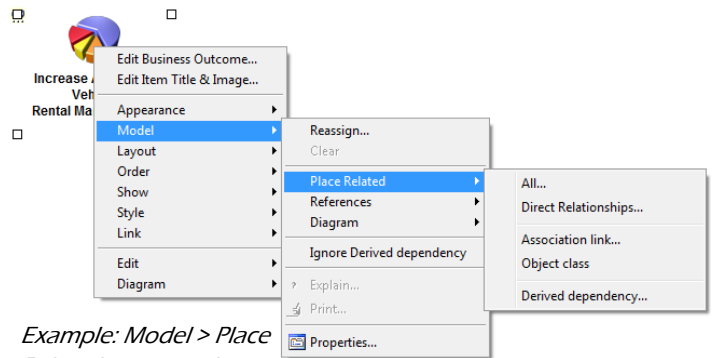 Increase
Veh
Rental Ma
Edit Business Outcome...
Edit Item Title & Image...
Appearance
Model
Layout
Order
Show
Style
Link
Edit
Diagram
Reassign...
Clear
Place Related
References
Diagram
Ignore Derived dependency
Explain...
Print...
Properties...
All...
Direct Relationships...
Association link...
Object class
Derived dependency...
Example: Model > Place